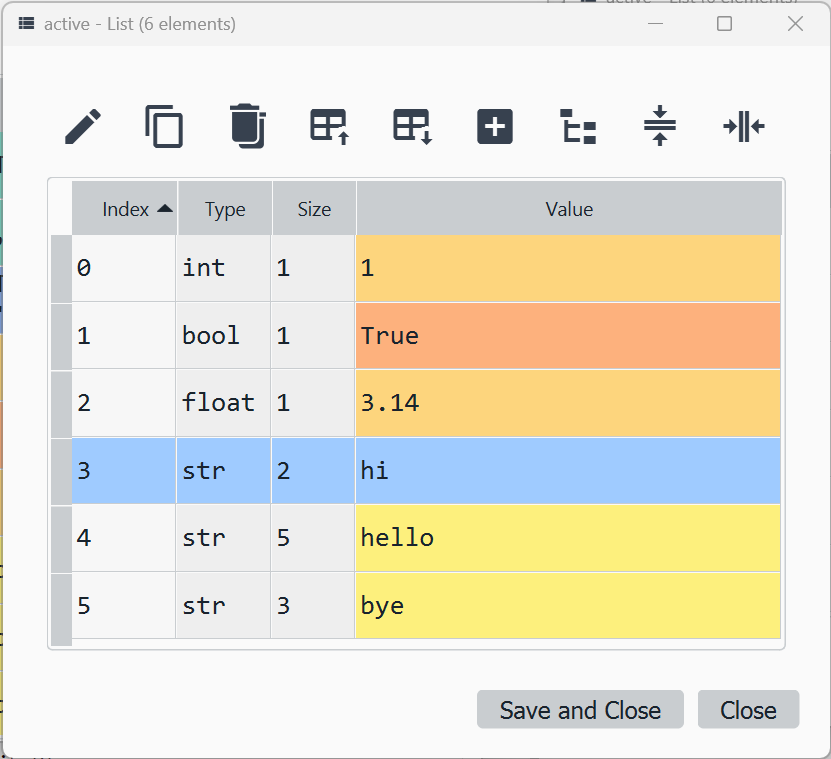 active - List (6 elements)
Index Type Size Value
0 int 1 1
1 bool 1 True
2 float 1 3.14
3 str 2 hi
4 str 5 hello
5 str 3 bye
Save and Close Close